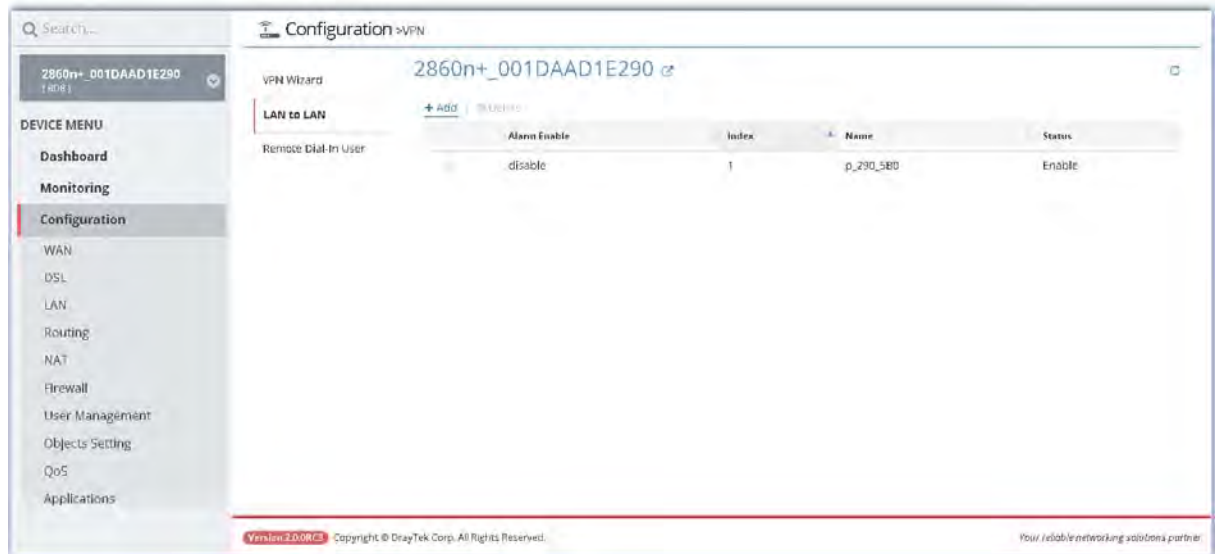 Search...
Configuration >VPN
2860n+_001DAAD1E290
DEVICE MENU
Dashboard
Monitoring
Configuration
WAN
DSL
LAN
Routing
NAT
Firewall
User Management
Objects Setting
QoS
Applications
VPN Wizard
LAN to LAN
Remote Dial-In User
2860n+_001DAAD1E290
+ Add
Alarm Enable Index Name Status
disable 1 p_290_5B0 Enable
Version 2.0.0RC3 Copyright © DrayTek Corp. All Rights Reserved.
Your reliable networking solutions partner